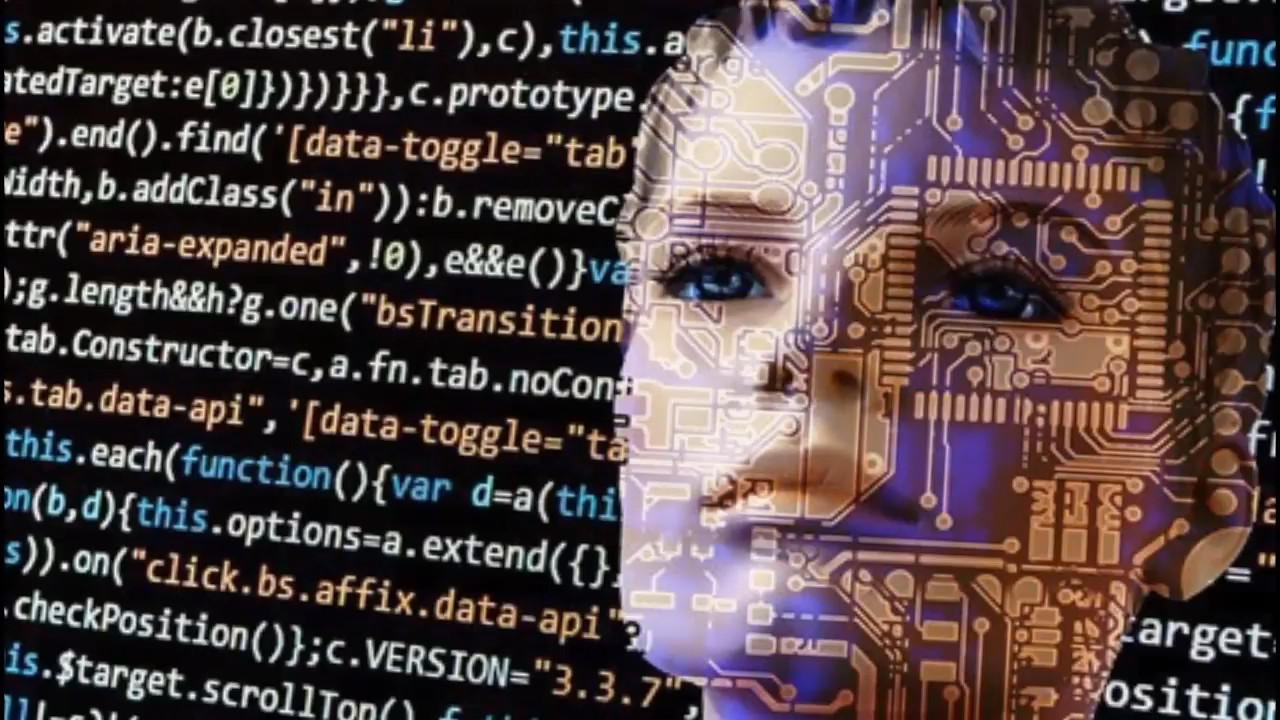 s.activate(b.closest("li"),c),this.a
atedTarget:e[0]})})}}},c.prototype.
e").end().find('[data-toggle="tab"
width,b.addClass("in")):b.removeC
ttr("aria-expanded",!0),e&&e()}va
);g.length&&h?g.one("bsTransition
tab.Constructor=c,a.fn.tab.noCon
s.tab.data-api",'[data-toggle="ta
this.each(function(){var d=a(thi
on(b,d){this.options=a.extend({}
s)).on("click.bs.affix.data-api"
.checkPosition()};c.VERSION="3.3.7",
is.$target.scrollTop()
func
{f
target
ositio